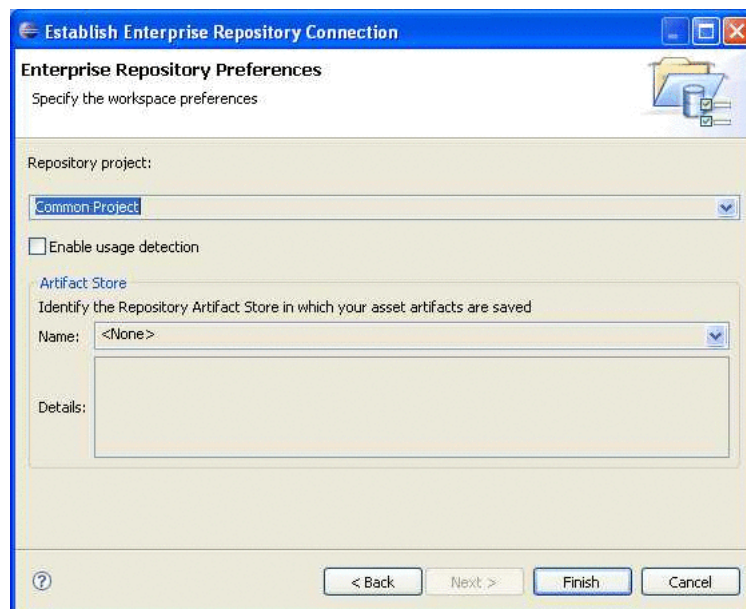 Establish Enterprise Repository Connection
Enterprise Repository Preferences
Specify the workspace preferences
Repository project:
Common Project
Enable usage detection
Artifact Store
Identify the Repository Artifact Store in which your asset artifacts are saved
Name:
<None>
Details:
?
< Back
Next >
Finish
Cancel